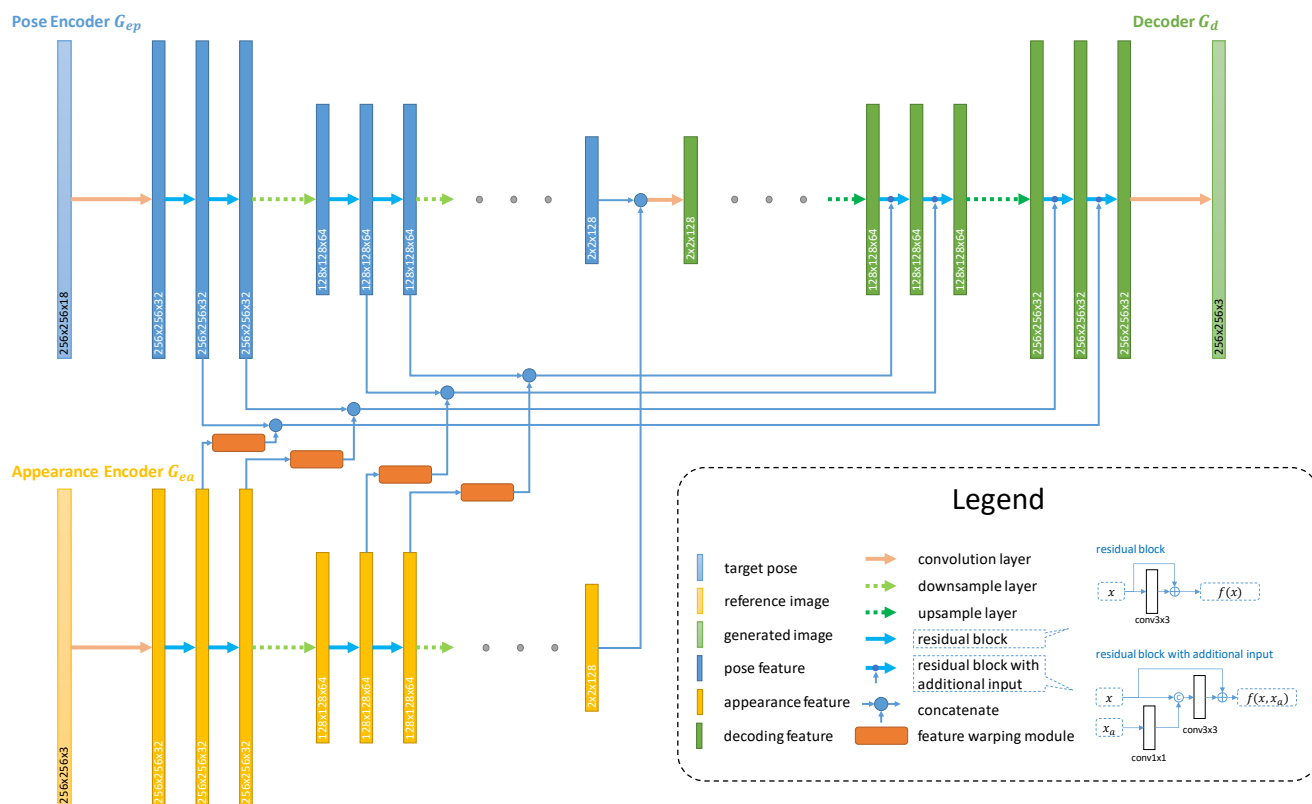 Pose Encoder G_ep
Decoder G_d
256x256x18
256x256x32
256x256x32
256x256x32
128x128x64
128x128x64
128x128x64
2x2x128
2x2x128
128x128x64
128x128x64
128x128x64
256x256x32
256x256x32
256x256x32
256x256x3
Appearance Encoder G_ea
256x256x3
256x256x32
256x256x32
256x256x32
128x128x64
128x128x64
128x128x64
2x2x128
Legend
target pose
reference image
generated image
pose feature
appearance feature
decoding feature
convolution layer
downsample layer
upsample layer
residual block
residual block with
additional input
concatenate
feature warping module
residual block
x
f(x)
conv3x3
residual block with additional input
x
C
f(x, x_a)
x_a
conv3x3
conv1x1